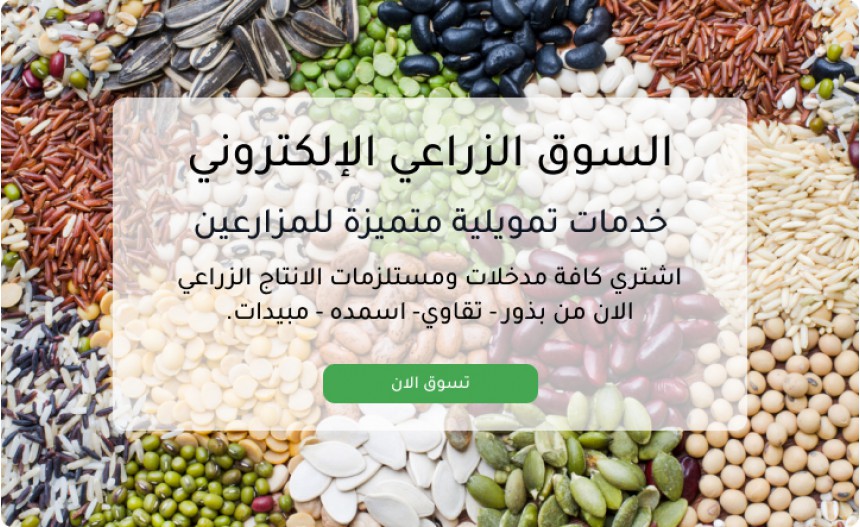 السوق الزراعي الإلكتروني
خدمات تمويلية متميزة للمزارعين
اشتري كافة مدخلات ومستلزمات الانتاج الزراعي
الان من بذور - تقاوي- اسمده - مبيدات.
تسوق الان